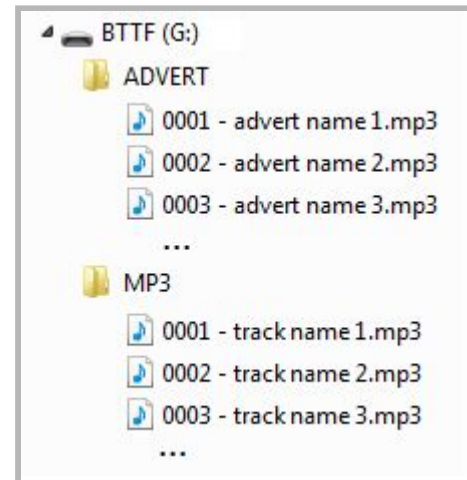 BTTF (G:)
ADVERT
0001 - advert name 1.mp3
0002 - advert name 2.mp3
0003 - advert name 3.mp3
...
MP3
0001 - track name 1.mp3
0002 - track name 2.mp3
0003 - track name 3.mp3
...